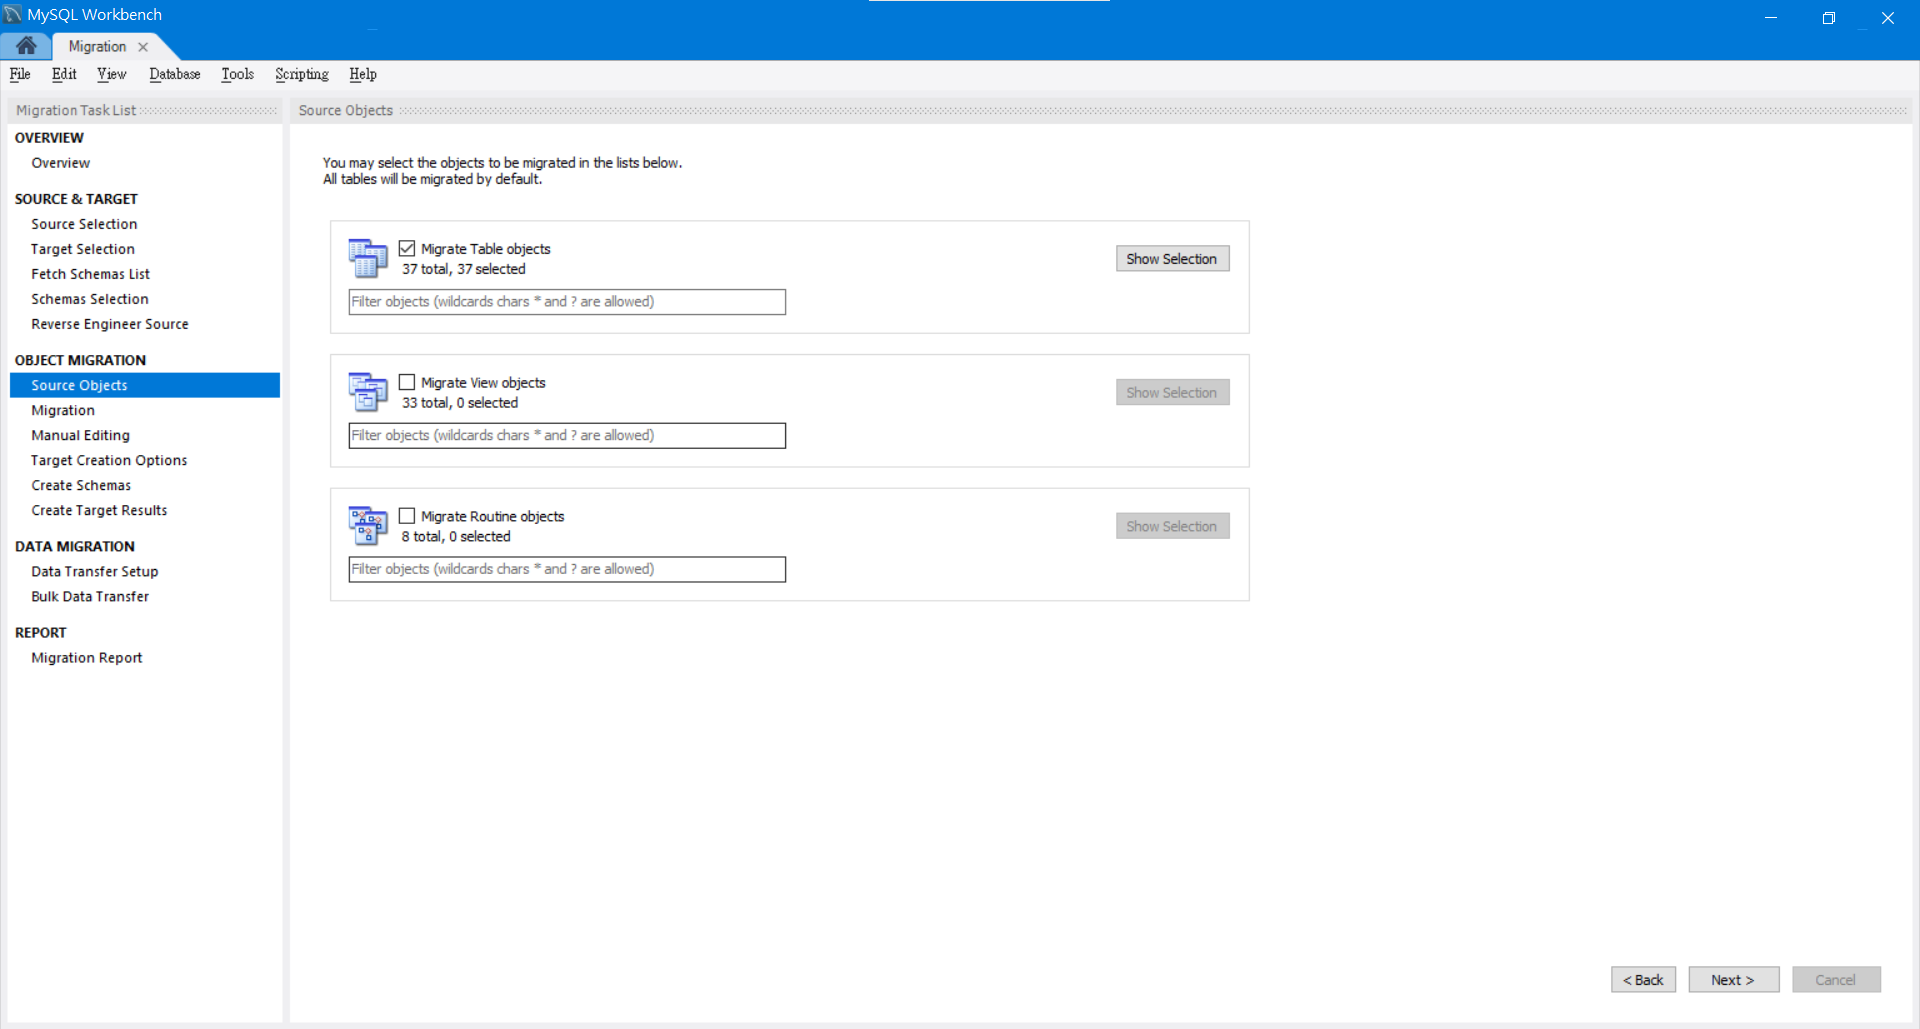 MySQL Workbench
Migration
File Edit View Database Tools Scripting Help
Migration Task List
OVERVIEW
Overview
SOURCE & TARGET
Source Selection
Target Selection
Fetch Schemas List
Schemas Selection
Reverse Engineer Source
OBJECT MIGRATION
Source Objects
Migration
Manual Editing
Target Creation Options
Create Schemas
Create Target Results
DATA MIGRATION
Data Transfer Setup
Bulk Data Transfer
REPORT
Migration Report
Source Objects
You may select the objects to be migrated in the lists below.
All tables will be migrated by default.
Migrate Table objects
37 total, 37 selected
Show Selection
Filter objects (wildcards chars * and ? are allowed)
Migrate View objects
33 total, 0 selected
Show Selection
Filter objects (wildcards chars * and ? are allowed)
Migrate Routine objects
8 total, 0 selected
Show Selection
Filter objects (wildcards chars * and ? are allowed)
< Back Next > Cancel